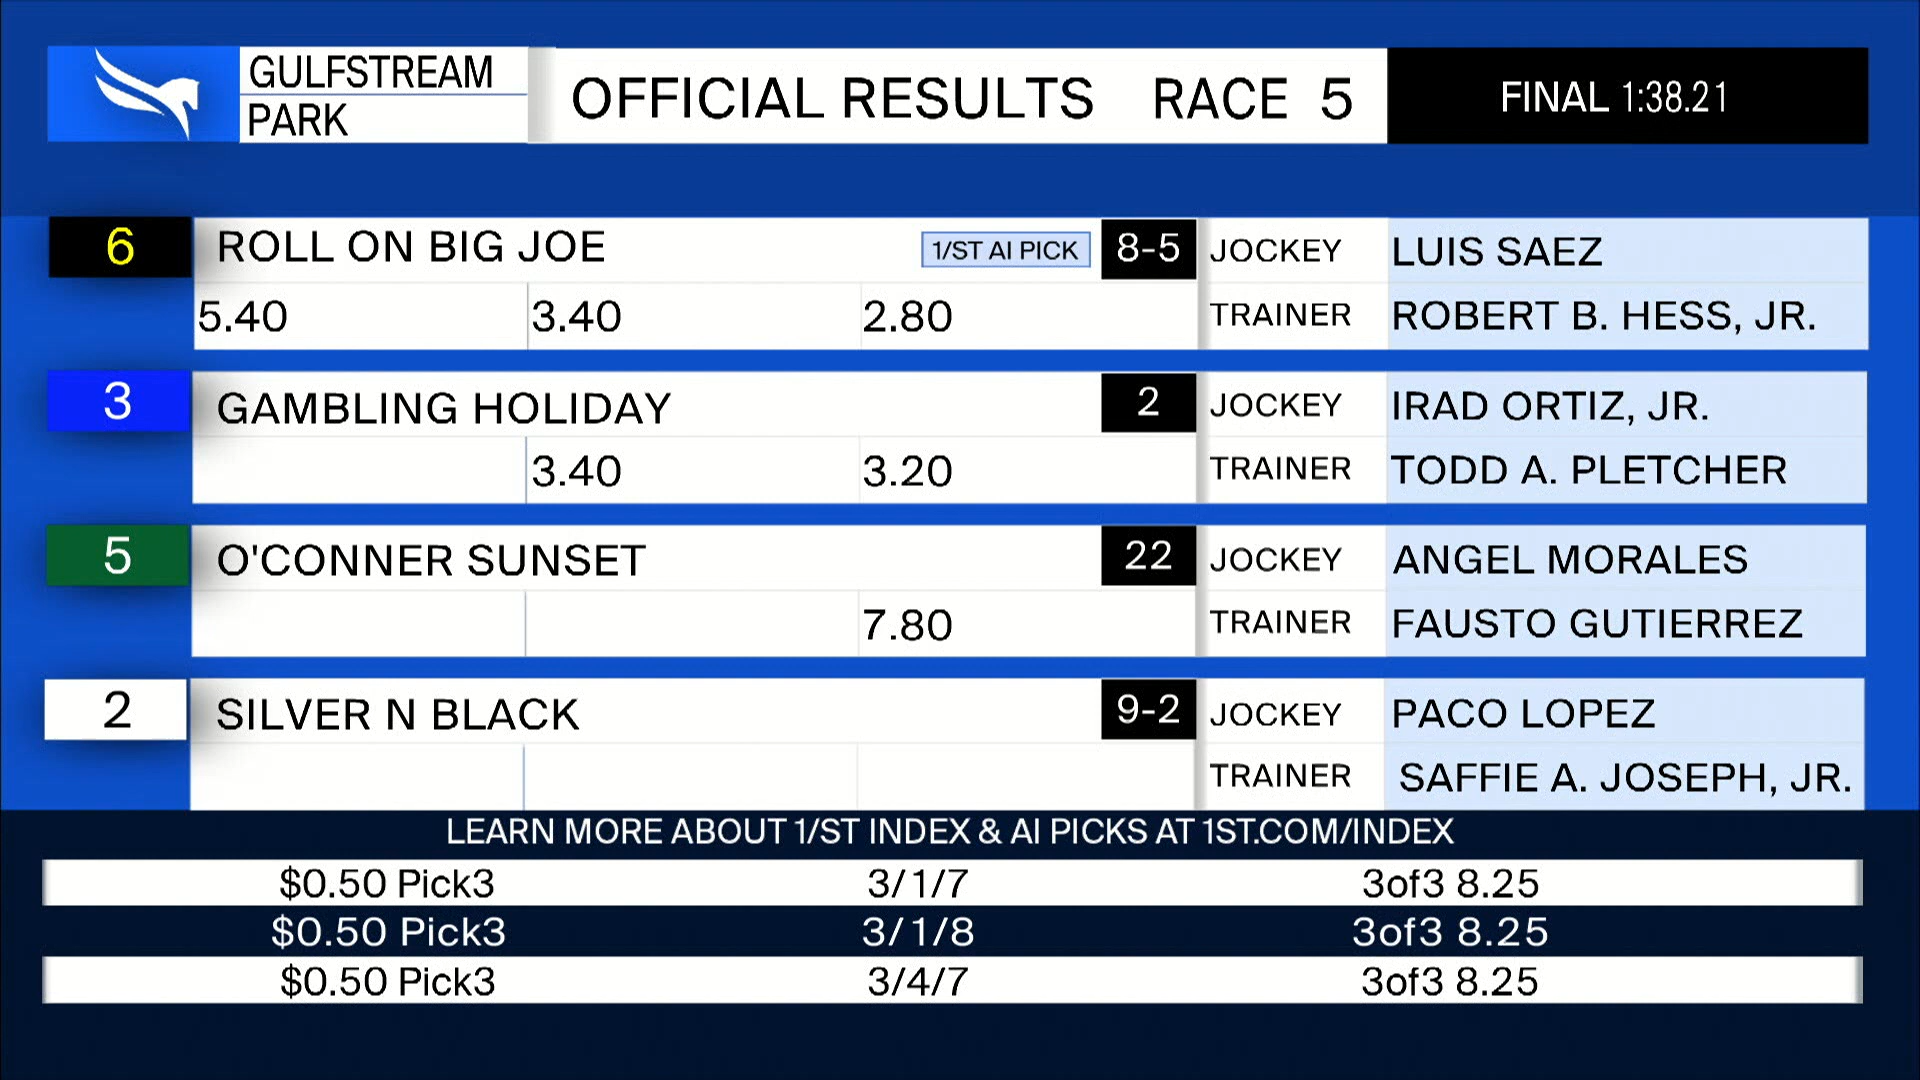 GULFSTREAM
PARK
OFFICIAL RESULTS RACE 5
FINAL 1:38.21
6 ROLL ON BIG JOE 1/ST AI PICK 8-5 JOCKEY LUIS SAEZ
5.40 3.40 2.80 TRAINER ROBERT B. HESS, JR.
3 GAMBLING HOLIDAY 2 JOCKEY IRAD ORTIZ, JR.
3.40 3.20 TRAINER TODD A. PLETCHER
5 O'CONNER SUNSET 22 JOCKEY ANGEL MORALES
7.80 TRAINER FAUSTO GUTIERREZ
2 SILVER N BLACK 9-2 JOCKEY PACO LOPEZ
TRAINER SAFFIE A. JOSEPH, JR.
LEARN MORE ABOUT 1/ST INDEX & AI PICKS AT 1ST.COM/INDEX
$0.50 Pick3 3/1/7 3of3 8.25
$0.50 Pick3 3/1/8 3of3 8.25
$0.50 Pick3 3/4/7 3of3 8.25